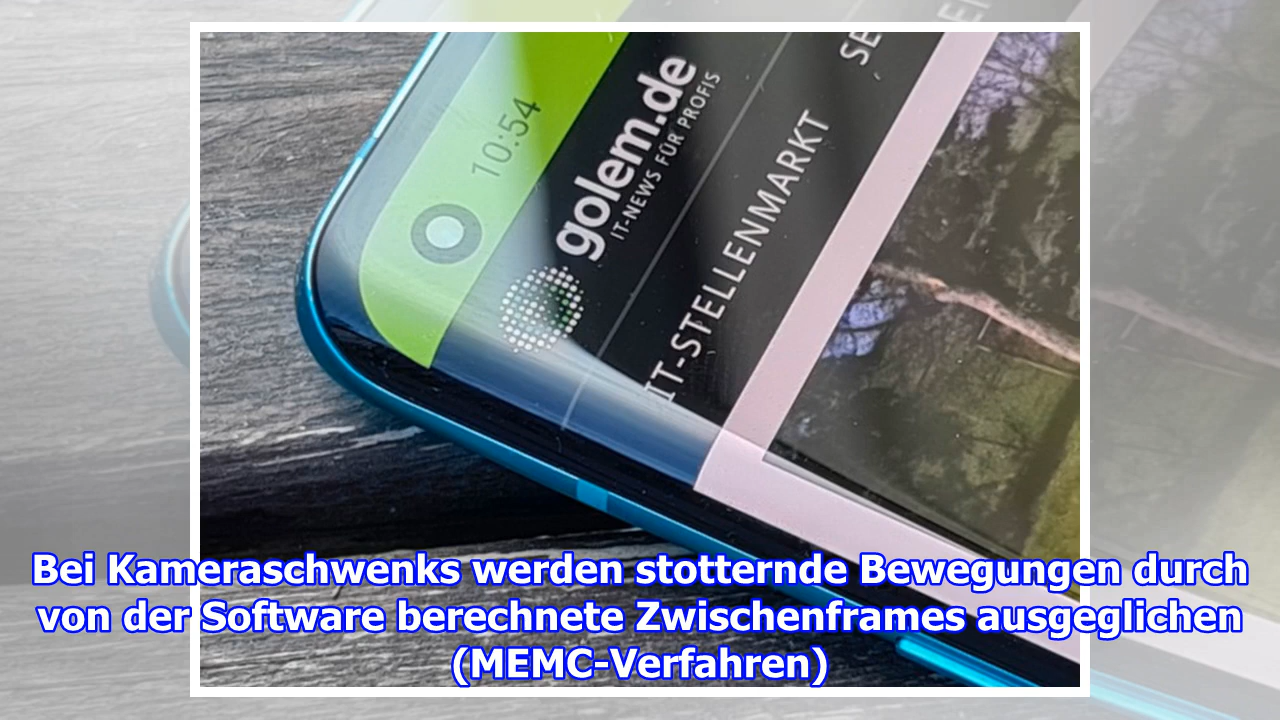 10:54
golem.de
IT-NEWS FÜR PROFIS
IT-STELLENMARKT
Bei Kameraschwenks werden stotternde Bewegungen durch
von der Software berechnete Zwischenframes ausgeglichen
(MEMC-Verfahren)